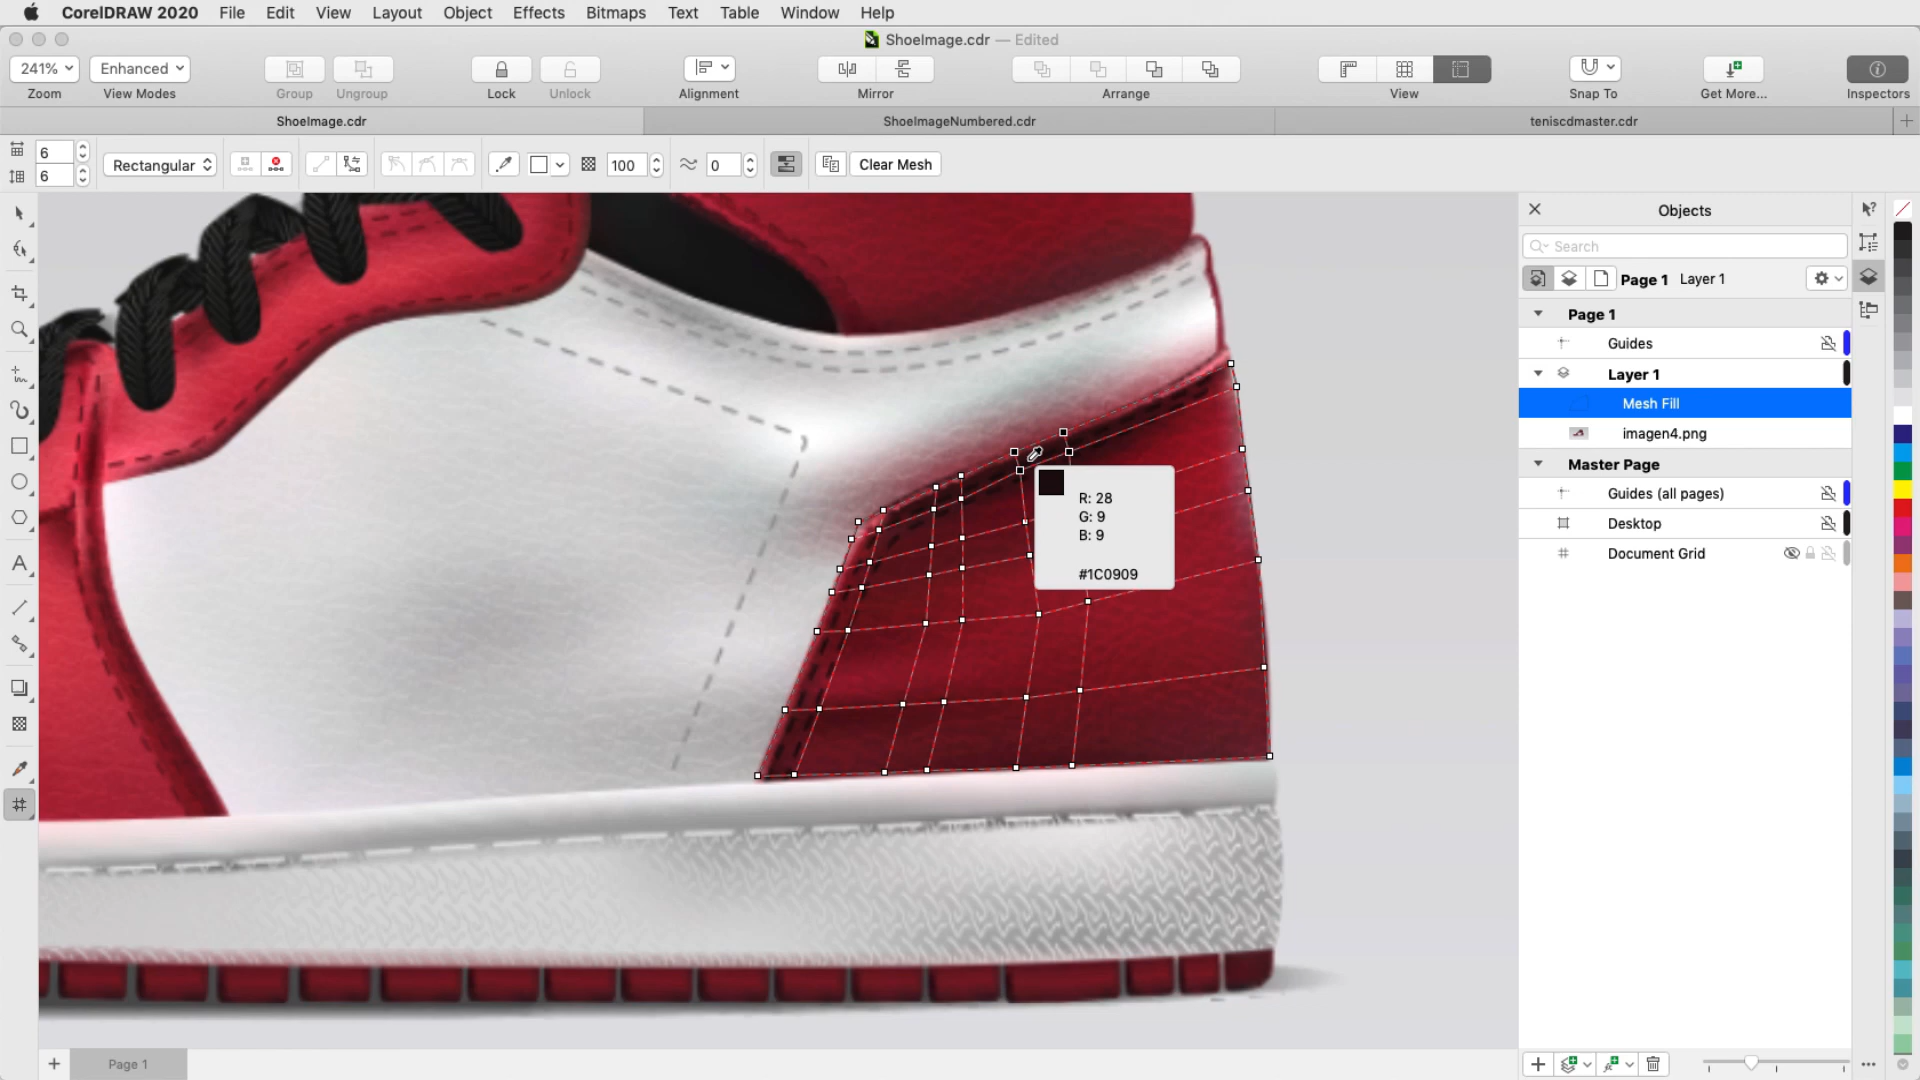 CorelDRAW 2020 File Edit View Layout Object Effects Bitmaps Text Table Window Help
ShoeImage.cdr — Edited
241% Enhanced
Zoom View Modes Group Ungroup Lock Unlock Alignment Mirror Arrange View Snap To Get More... Inspectors
ShoeImage.cdr ShoeImageNumbered.cdr teniscdmaster.cdr
6
6
Rectangular 100 0 Clear Mesh
Objects
Search
Page 1 Layer 1
Page 1
Guides
Layer 1
Mesh Fill
imagen4.png
Master Page
Guides (all pages)
Desktop
Document Grid
R: 28
G: 9
B: 9
#1C0909
Page 1